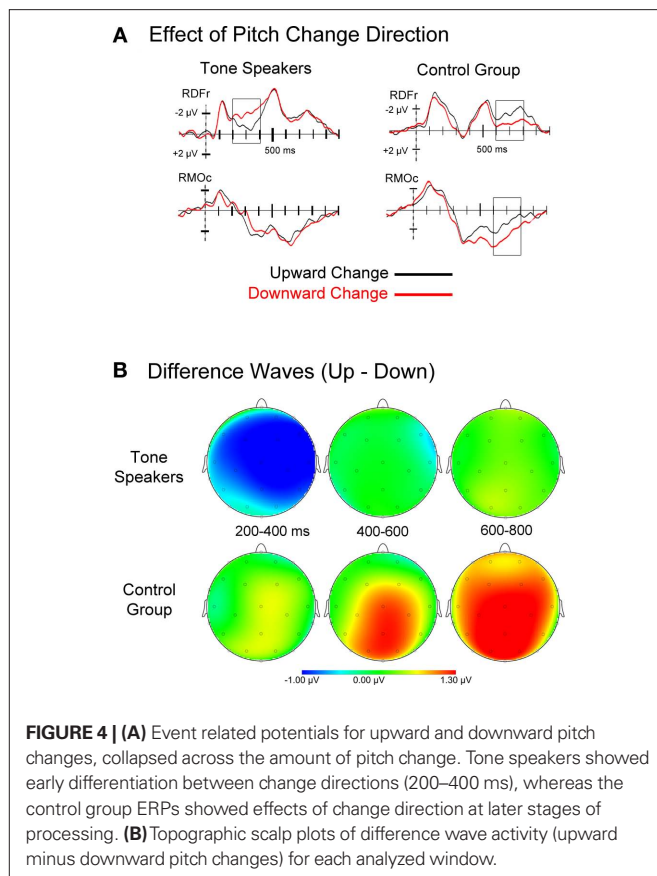 A Effect of Pitch Change Direction
Tone Speakers Control Group
RDFr RDFr
-2 µV -2 µV
+2 µV 500 ms +2 µV 500 ms
RMOc RMOc
Upward Change
Downward Change
B Difference Waves (Up - Down)
Tone
Speakers
200-400 ms 400-600 600-800
Control
Group
-1.00 µV 0.00 µV 1.30 µV
FIGURE 4 | (A) Event related potentials for upward and downward pitch
changes, collapsed across the amount of pitch change. Tone speakers showed
early differentiation between change directions (200–400 ms), whereas the
control group ERPs showed effects of change direction at later stages of
processing. (B) Topographic scalp plots of difference wave activity (upward
minus downward pitch changes) for each analyzed window.